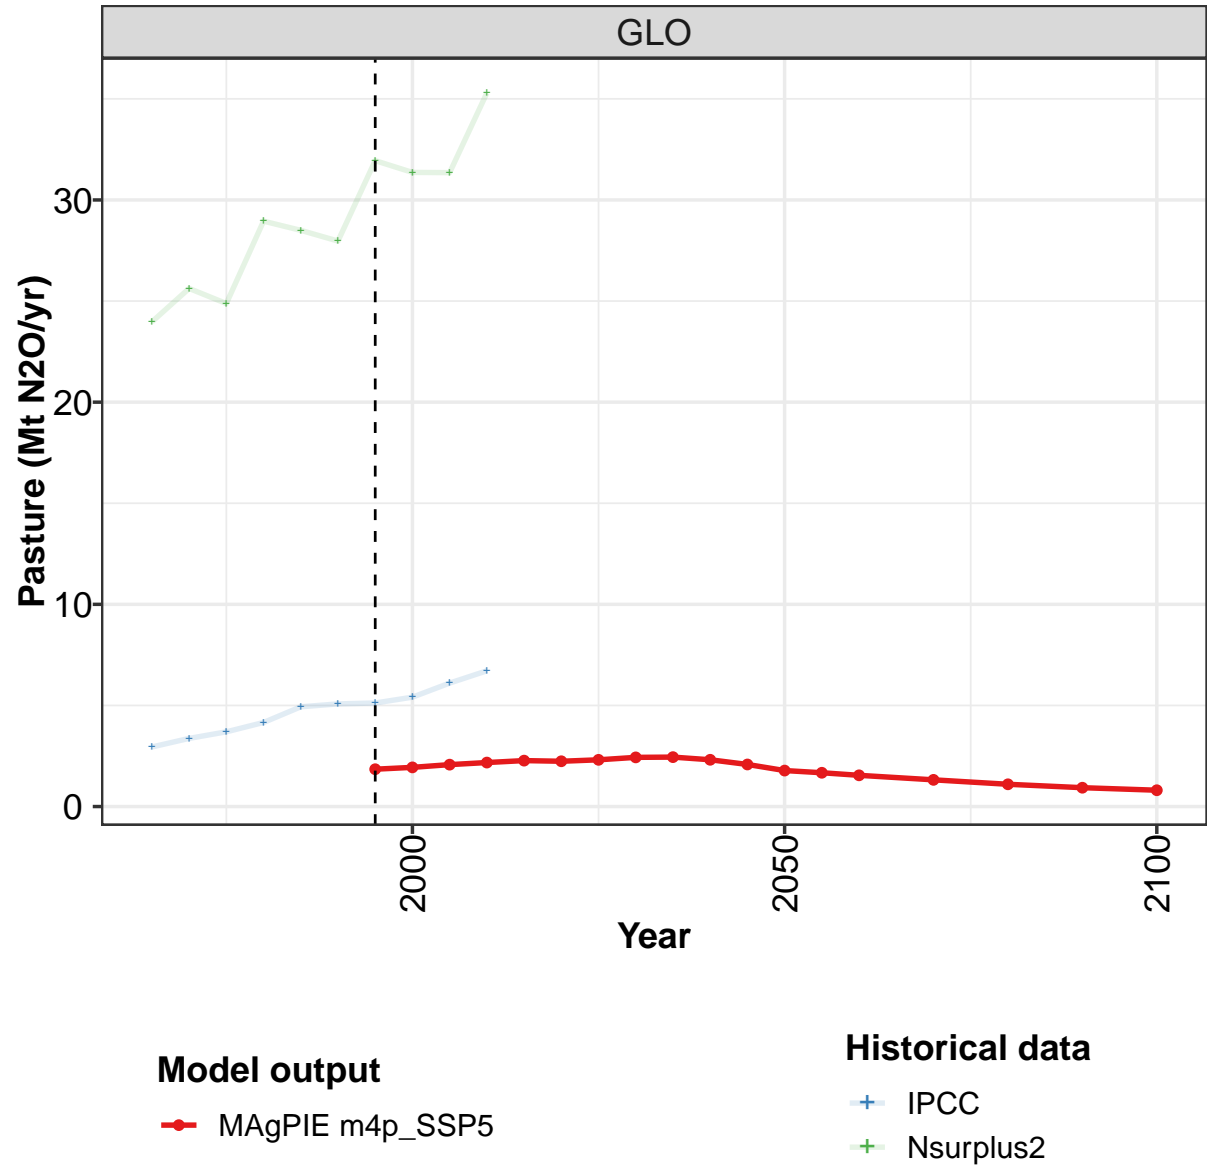 GLO
Pasture (Mt N2O/yr)
30
20
10
0
2000
2050
2100
Year
Model output
MAgPIE m4p_SSP5
Historical data
IPCC
Nsurplus2